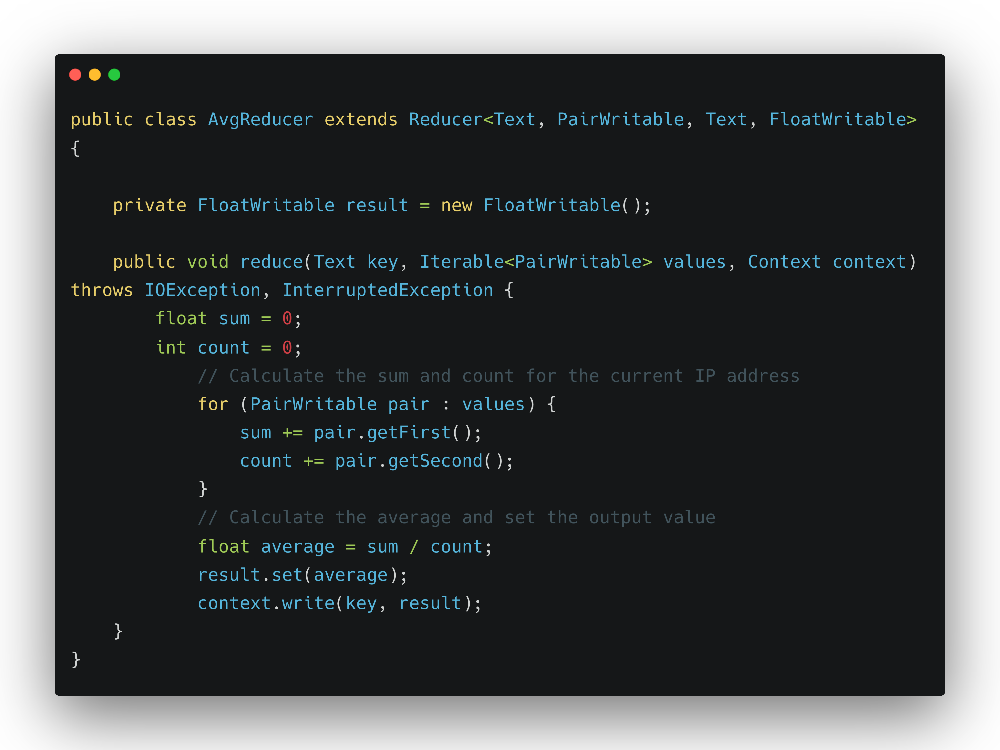 public class AvgReducer extends Reducer<Text, PairWritable, Text, FloatWritable>
{
private FloatWritable result = new FloatWritable();
public void reduce(Text key, Iterable<PairWritable> values, Context context)
throws IOException, InterruptedException {
float sum = 0;
int count = 0;
// Calculate the sum and count for the current IP address
for (PairWritable pair : values) {
sum += pair.getFirst();
count += pair.getSecond();
}
// Calculate the average and set the output value
float average = sum / count;
result.set(average);
context.write(key, result);
}
}